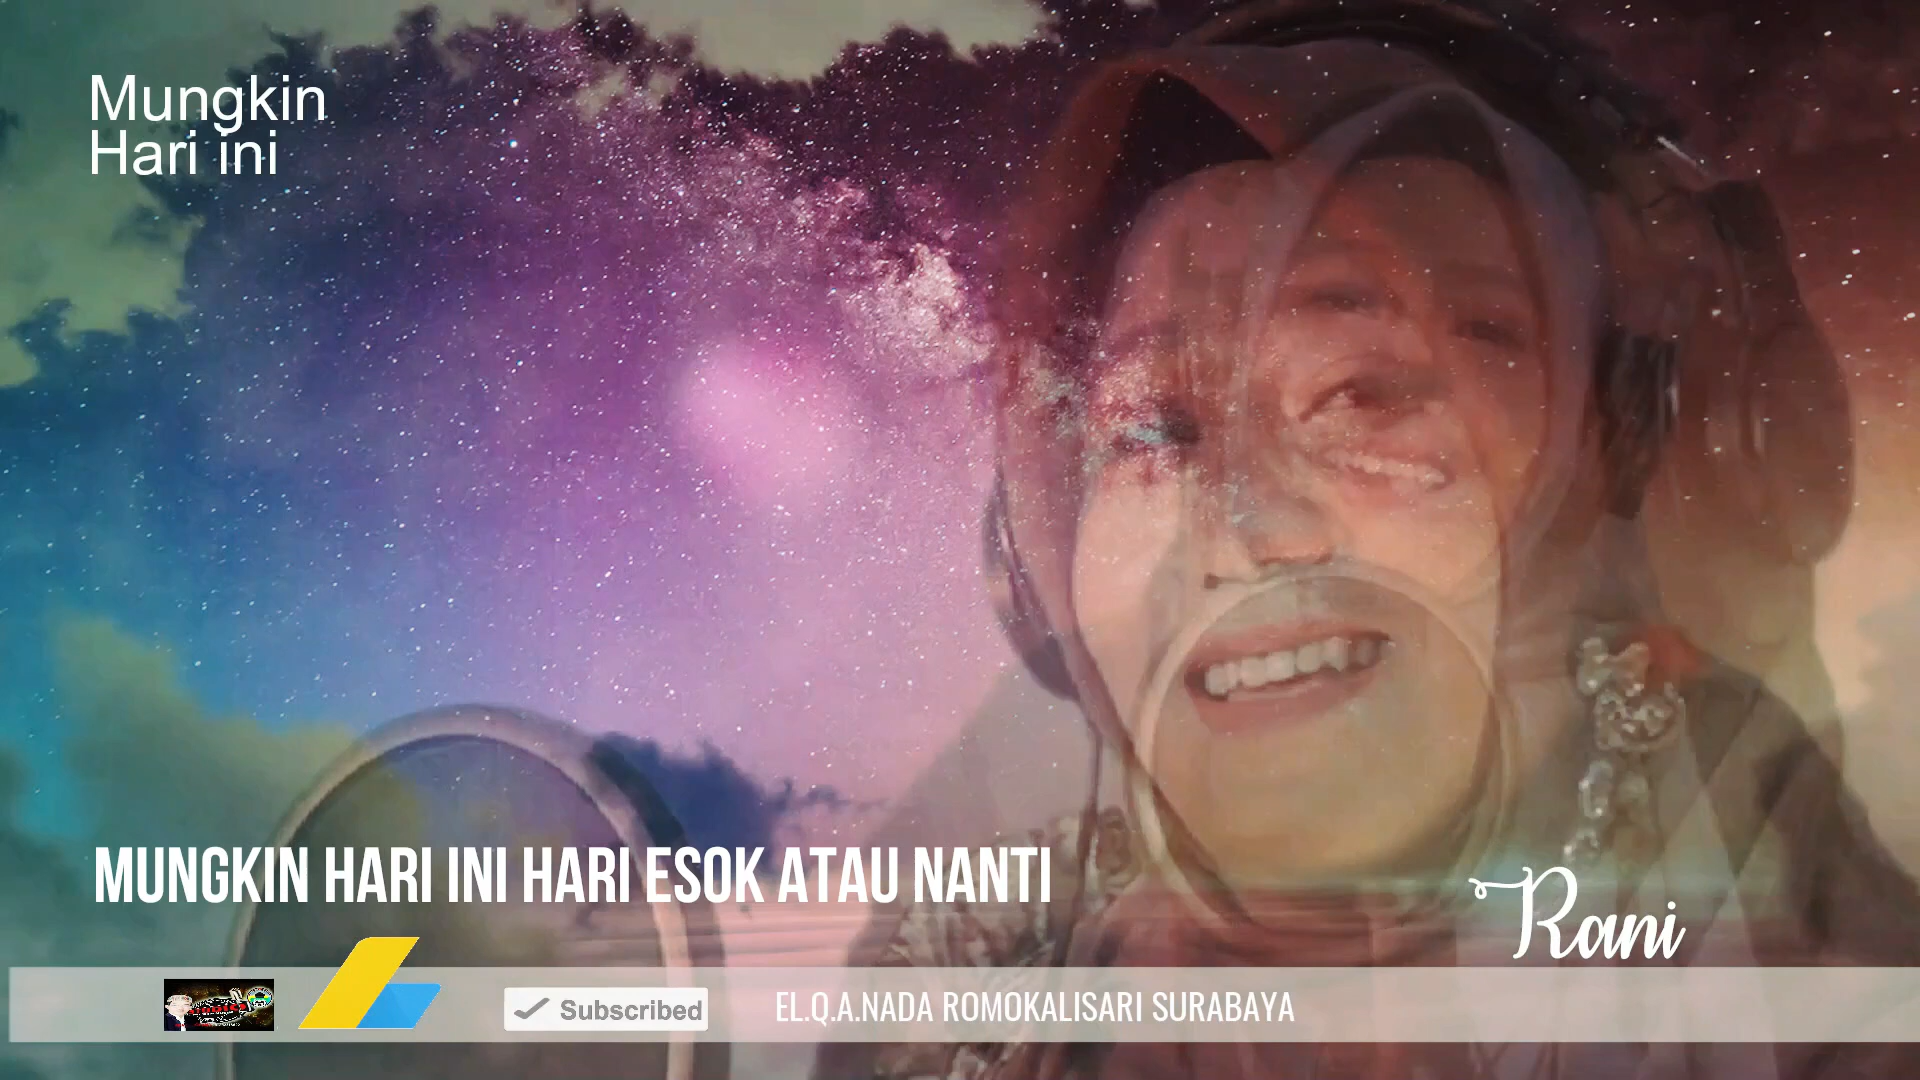 Mungkin
Hari ini
MUNGKIN HARI INI HARI ESOK ATAU NANTI
Rani
Subscribed
EL.Q.A.NADA ROMOKALISARI SURABAYA